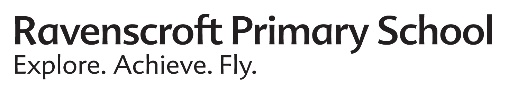 Ravenscroft Primary School
Explore. Achieve. Fly.